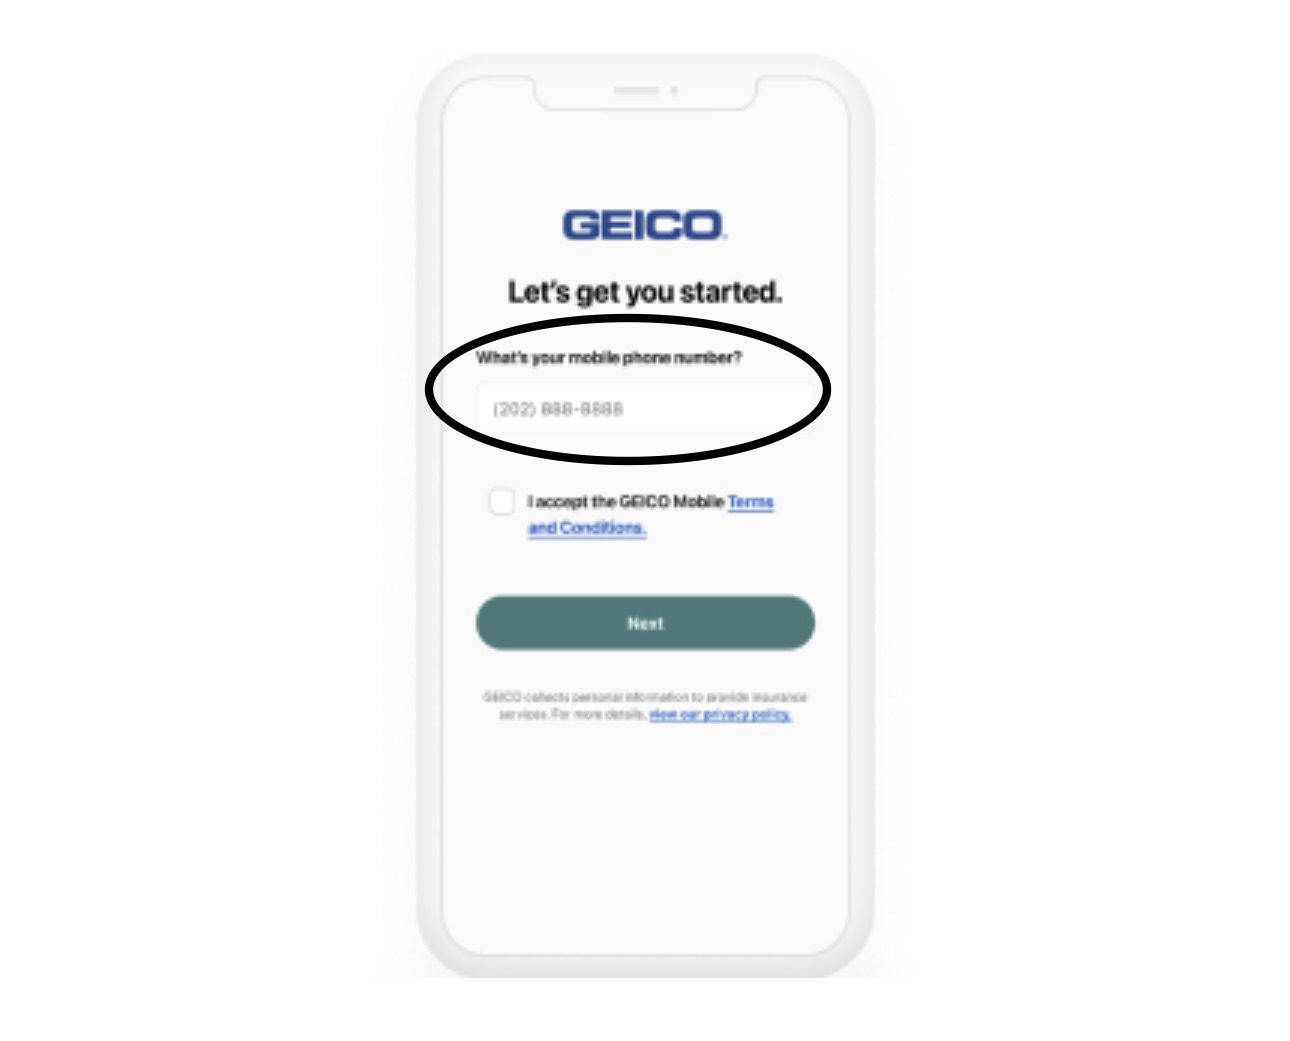 GEICO
Let's get you started.
What's your mobile phone number?
(202) 888-8888
I accept the GEICO Mobile Terms
and Conditions.
Next
GEICO collects personal information to provide insurance
services. For more details, view our privacy policy.